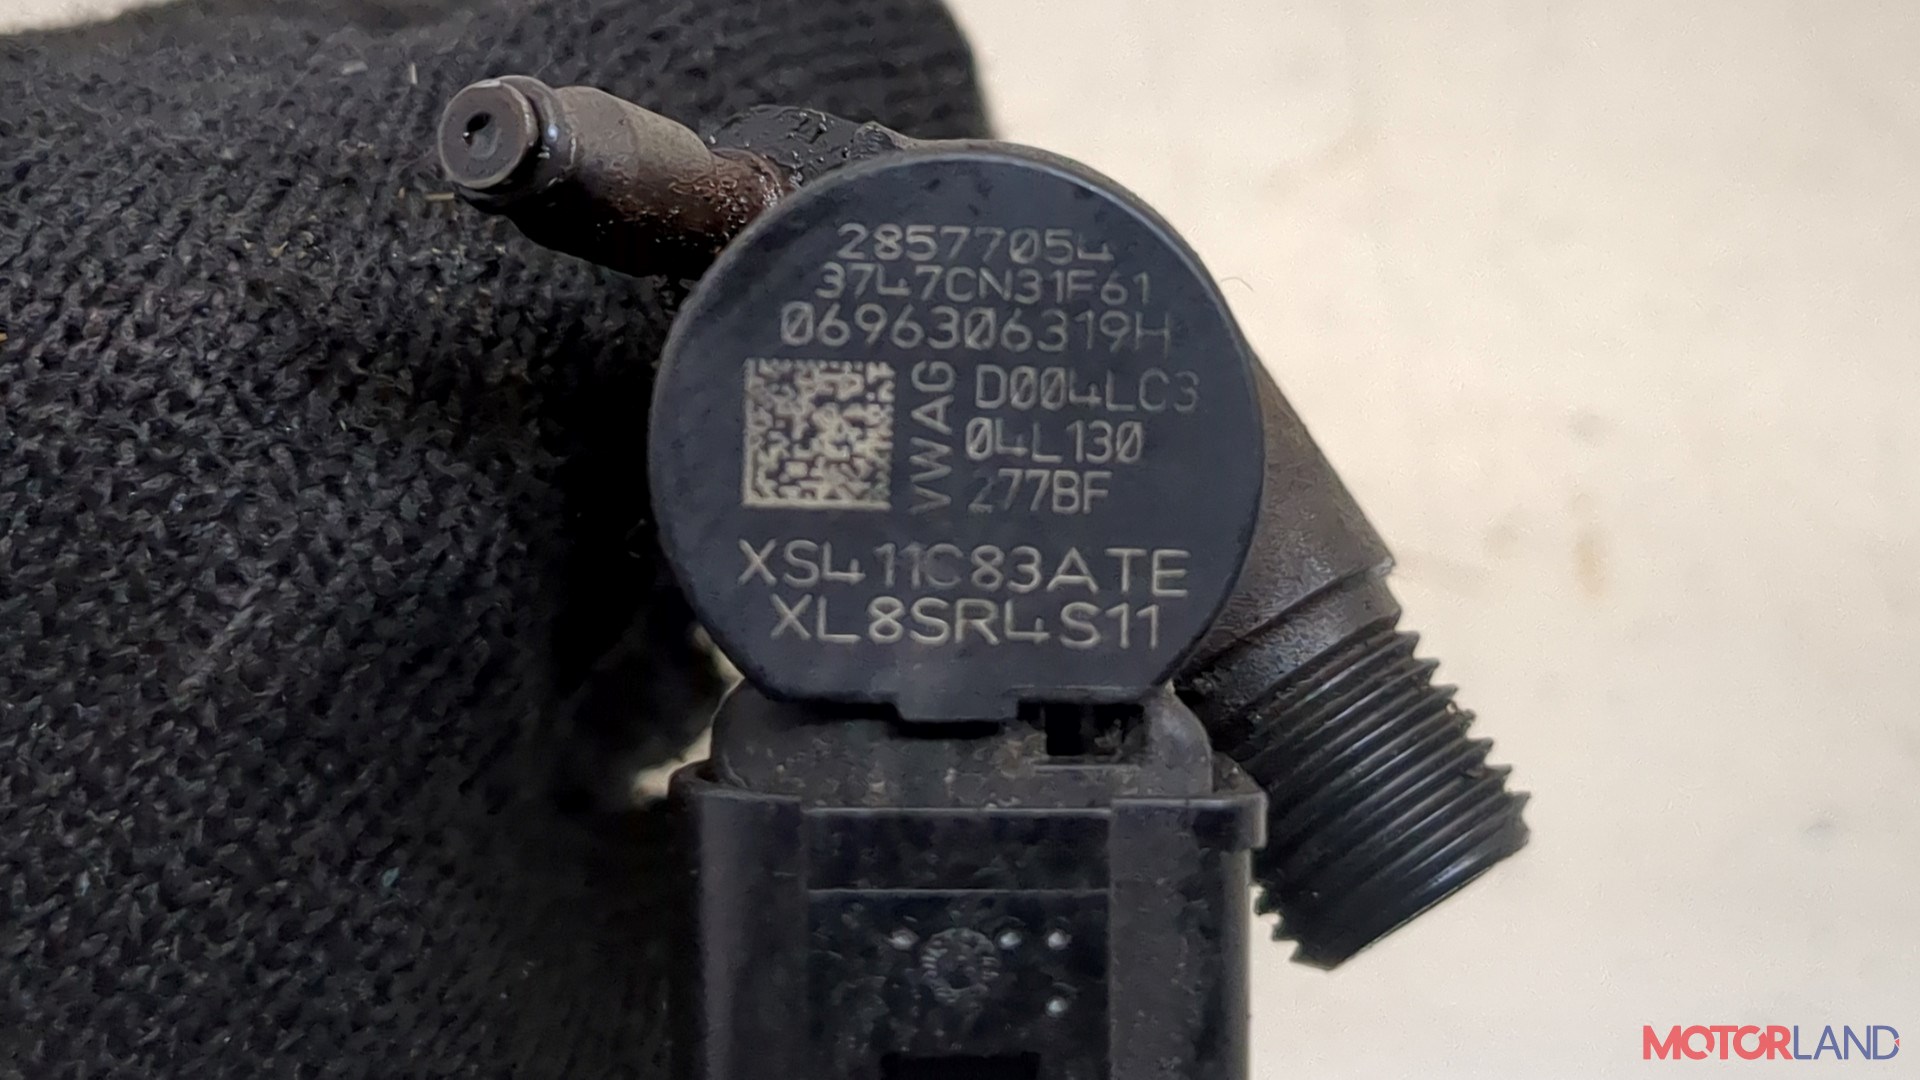 28577054
3747CN31F61
0696306319H
VWAG
D004LC3
04L130
277BF
XS411C83ATE
XL8SR4S11
MOTORLAND